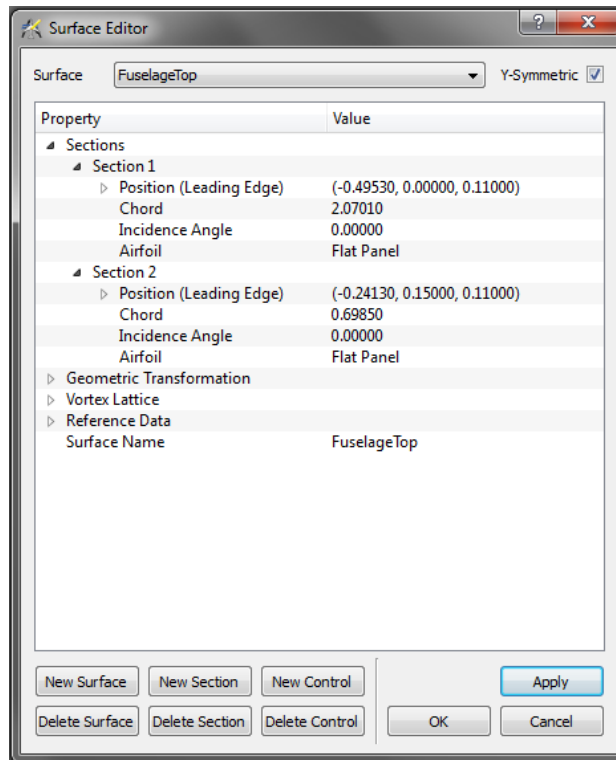 Surface Editor
Surface FuselageTop Y-Symmetric
Property Value
Sections
Section 1
Position (Leading Edge) (-0.49530, 0.00000, 0.11000)
Chord 2.07010
Incidence Angle 0.00000
Airfoil Flat Panel
Section 2
Position (Leading Edge) (-0.24130, 0.15000, 0.11000)
Chord 0.69850
Incidence Angle 0.00000
Airfoil Flat Panel
Geometric Transformation
Vortex Lattice
Reference Data
Surface Name FuselageTop
New Surface New Section New Control Apply
Delete Surface Delete Section Delete Control OK Cancel